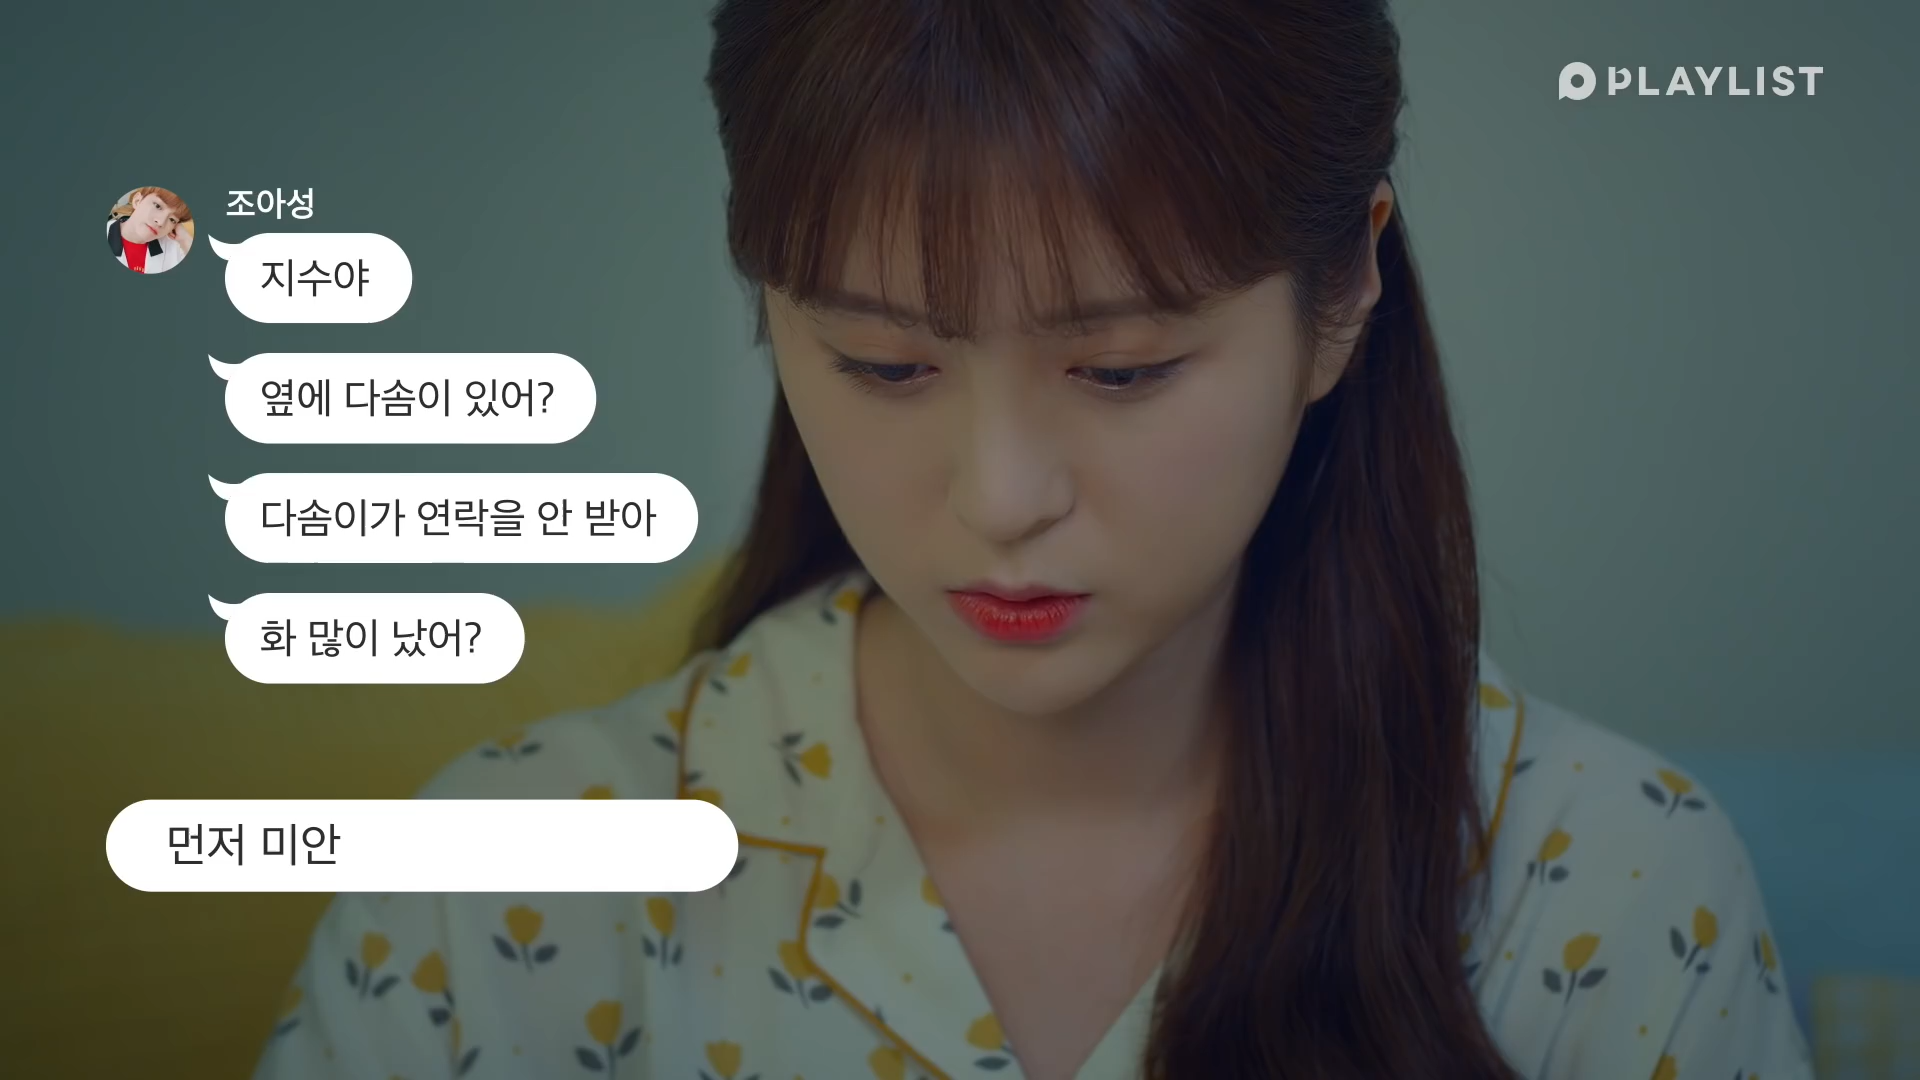 PLAYLIST
조아성
지수야
옆에 다솜이 있어?
다솜이가 연락을 안 받아
화 많이 났어?
먼저 미안